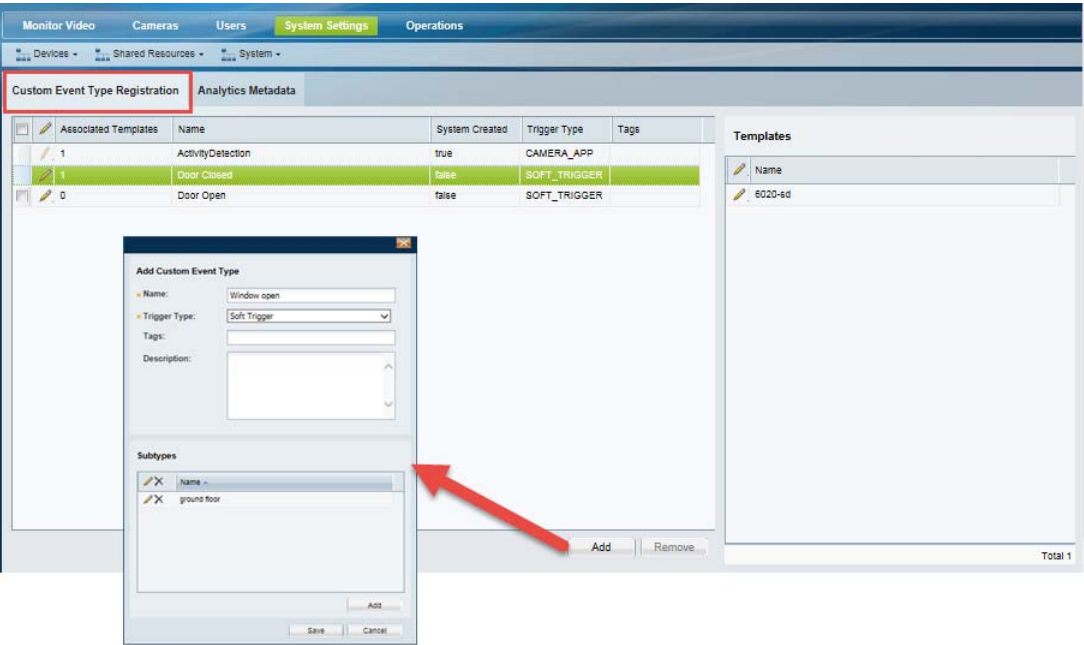 Monitor Video Cameras Users System Settings Operations
Devices Shared Resources System
Custom Event Type Registration Analytics Metadata
Associated Templates Name System Created Trigger Type Tags
1 ActivityDetection true CAMERA_APP
1 Door Closed false SOFT_TRIGGER
0 Door Open false SOFT_TRIGGER
Templates
Name
6020-sd
Add Custom Event Type
Name: Window open
Trigger Type: Soft Trigger
Tags:
Description:
Subtypes
Name
ground floor
Add
Save Cancel
Add Remove
Total 1